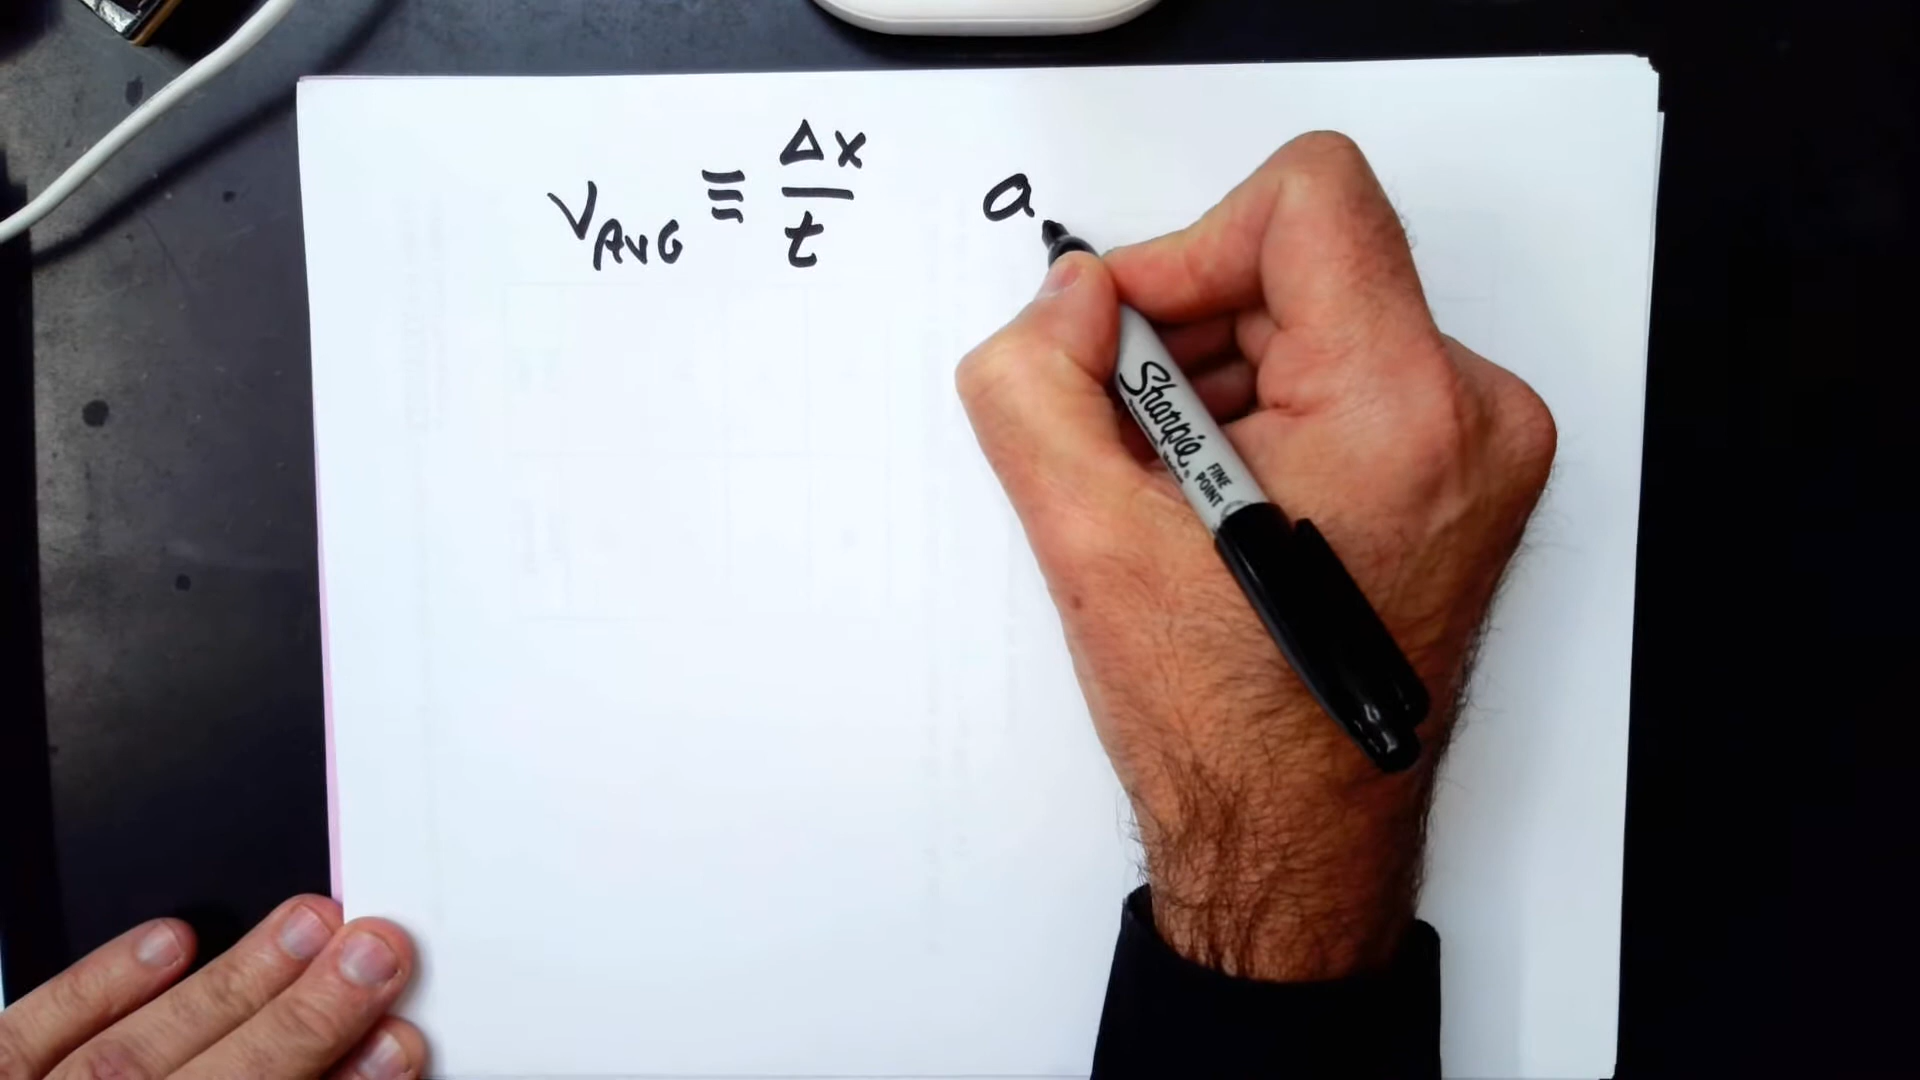 V_AVG ≡ Δx/t
a
Sharpie
FINE
POINT